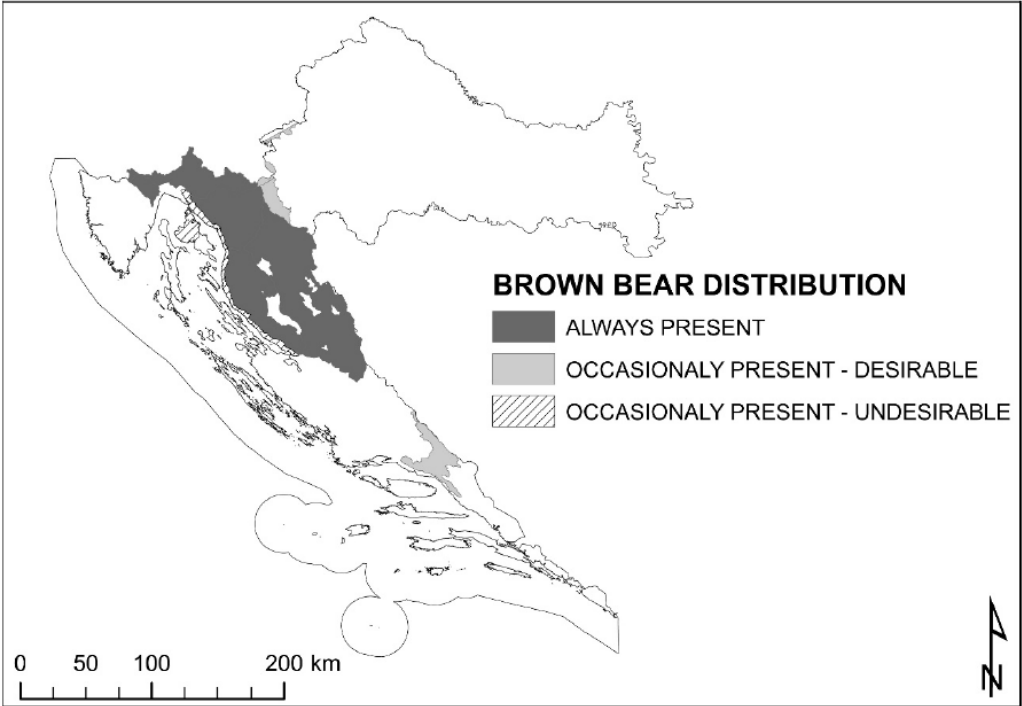 BROWN BEAR DISTRIBUTION
ALWAYS PRESENT
OCCASIONALY PRESENT - DESIRABLE
OCCASIONALY PRESENT - UNDESIRABLE
0 50 100 200 km
N